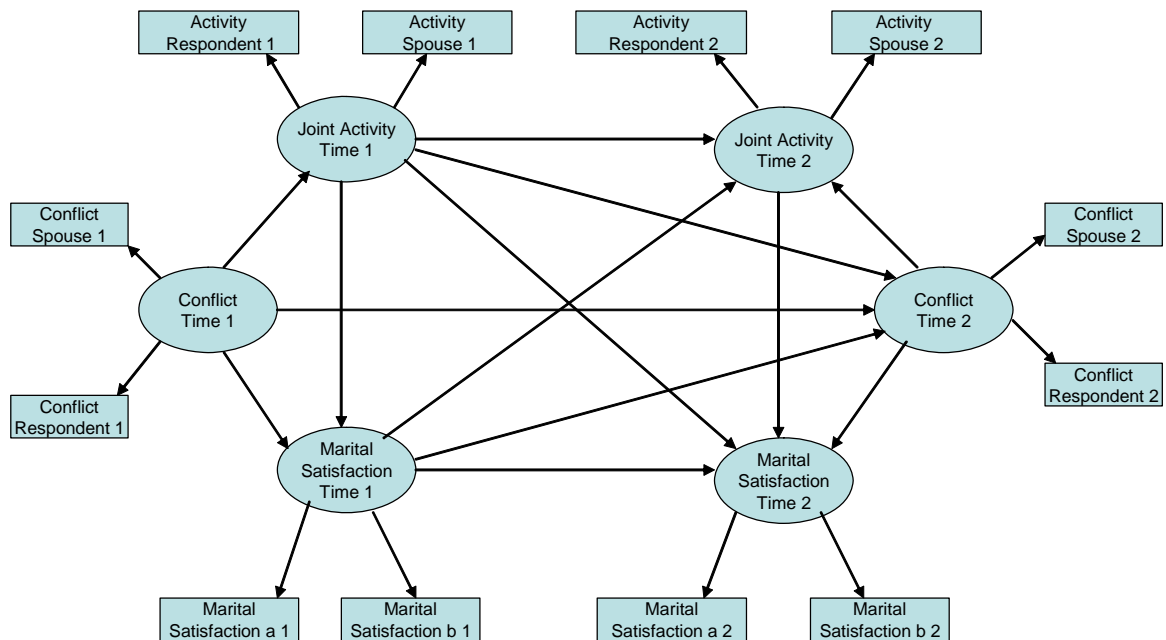 Activity
Respondent 1
Activity
Spouse 1
Activity
Respondent 2
Activity
Spouse 2
Joint Activity
Time 1
Joint Activity
Time 2
Conflict
Spouse 1
Conflict
Spouse 2
Conflict
Time 1
Conflict
Time 2
Conflict
Respondent 1
Conflict
Respondent 2
Marital
Satisfaction
Time 1
Marital
Satisfaction
Time 2
Marital
Satisfaction a 1
Marital
Satisfaction b 1
Marital
Satisfaction a 2
Marital
Satisfaction b 2